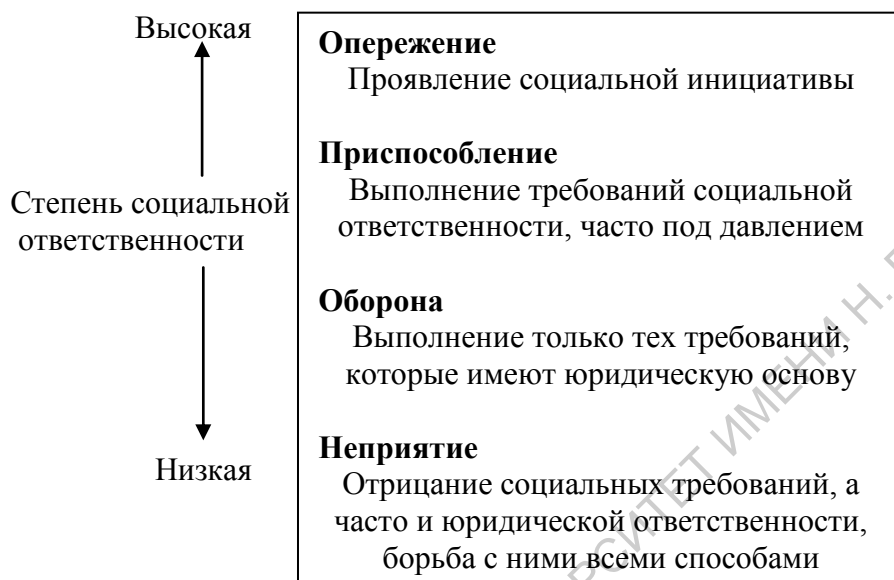 Высокая
Степень социальной
ответственности
Низкая
Опережение
Проявление социальной инициативы
Приспособление
Выполнение требований социальной
ответственности, часто под давлением
Оборона
Выполнение только тех требований,
которые имеют юридическую основу
Неприятие
Отрицание социальных требований, а
часто и юридической ответственности,
борьба с ними всеми способами
ИМЕНИ Н.